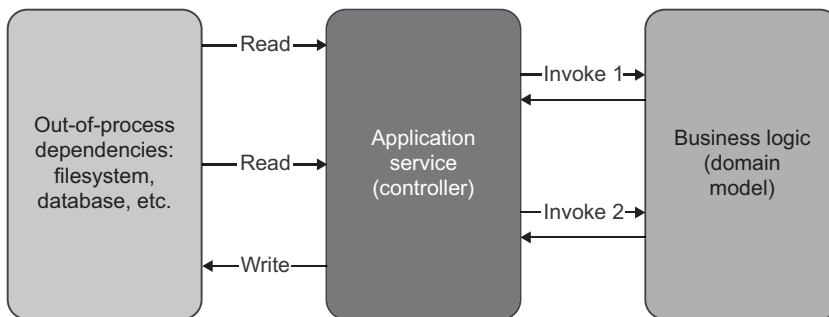 Read
Invoke 1
Out-of-process
dependencies:
filesystem,
database, etc.
Read
Application
service
(controller)
Business logic
(domain
model)
Invoke 2
Write